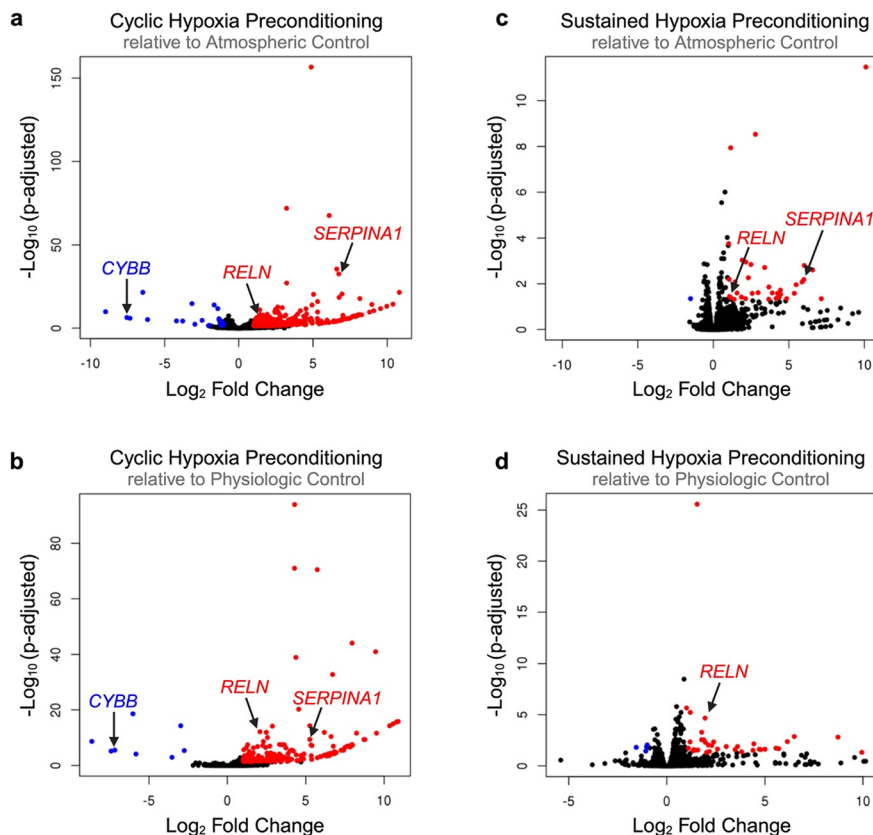 a
Cyclic Hypoxia Preconditioning
relative to Atmospheric Control
-Log10 (p-adjusted)
150
100
50
0
CYBB
RELN
SERPINA1
-10 -5 0 5 10
Log2 Fold Change
c
Sustained Hypoxia Preconditioning
relative to Atmospheric Control
-Log10 (p-adjusted)
10
8
6
4
2
0
RELN
SERPINA1
-10 -5 0 5 10
Log2 Fold Change
b
Cyclic Hypoxia Preconditioning
relative to Physiologic Control
-Log10 (p-adjusted)
80
60
40
20
0
CYBB
RELN
SERPINA1
-5 0 5 10
Log2 Fold Change
d
Sustained Hypoxia Preconditioning
relative to Physiologic Control
-Log10 (p-adjusted)
25
20
15
10
5
0
RELN
-5 0 5 10
Log2 Fold Change